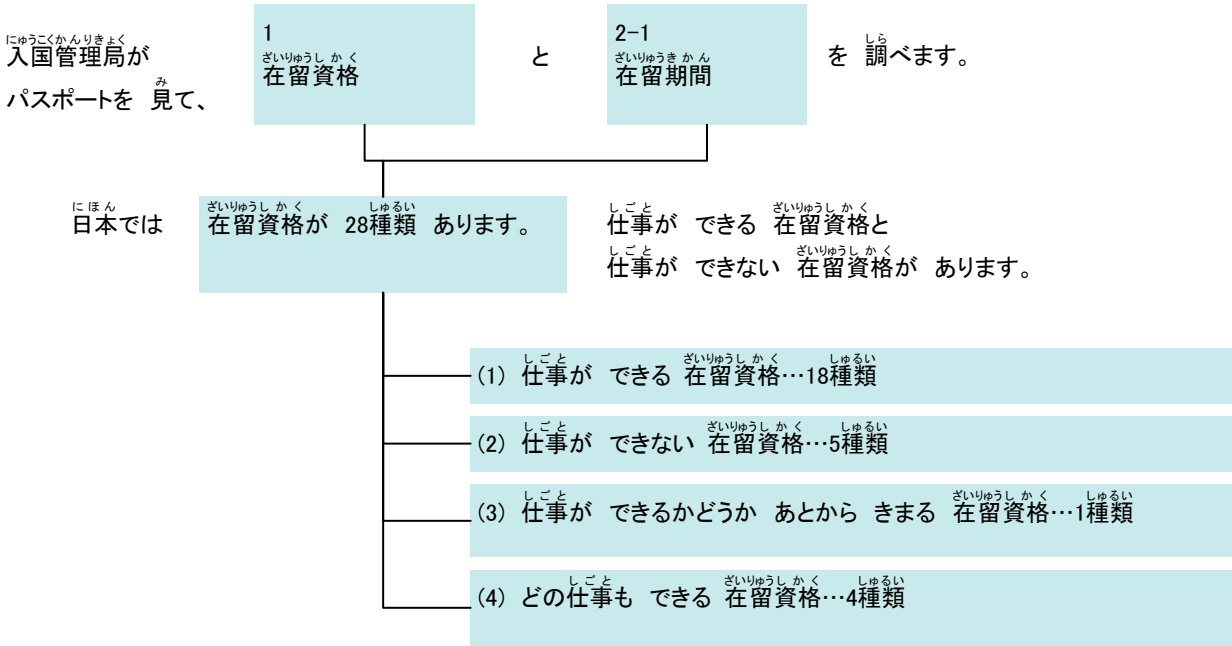 入国管理局が
パスポートを 見て、
1
在留資格
と
2-1
在留期間
を 調べます。
日本では
在留資格が 28種類 あります。
仕事が できる 在留資格と
仕事が できない 在留資格が あります。
(1) 仕事が できる 在留資格…18種類
(2) 仕事が できない 在留資格…5種類
(3) 仕事が できるかどうか あとから きまる 在留資格…1種類
(4) どの仕事も できる 在留資格…4種類